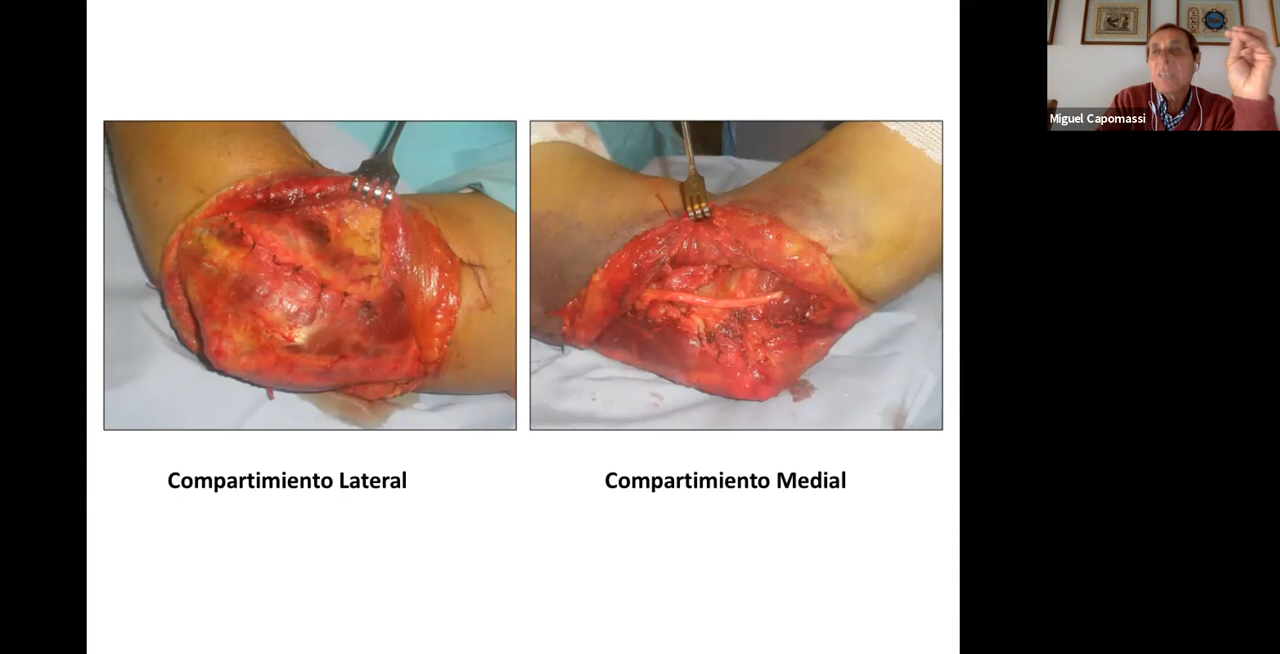 Miguel Capomassi
Compartimiento Lateral
Compartimiento Medial